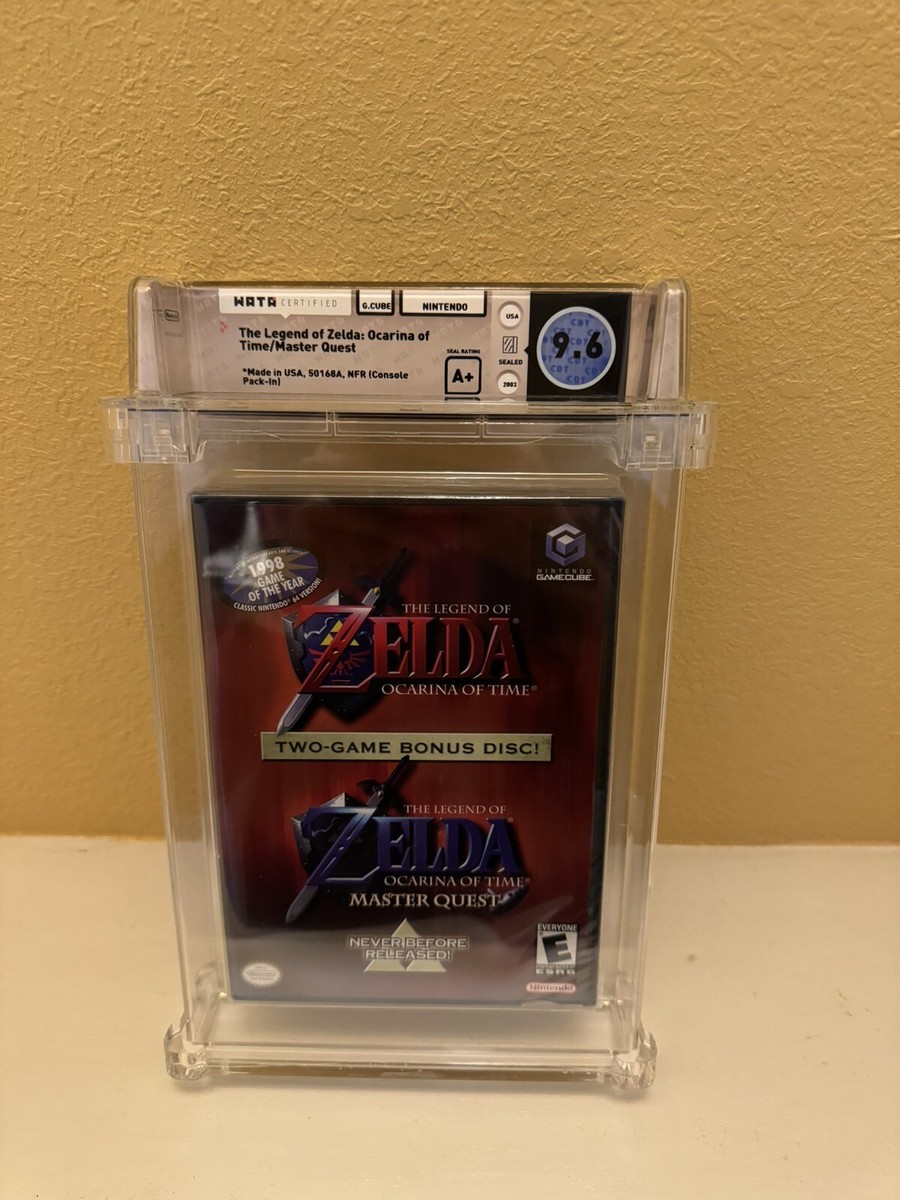 WATA CERTIFIED
G.CUBE
NINTENDO
The Legend of Zelda: Ocarina of
Time/Master Quest
*Made in USA, 50168A, NFR (Console
Pack-In)
SEAL RATING
A+
USA
SEALED
2003
9.6
NINTENDO
GAMECUBE
1998
GAME
OF THE YEAR
CLASSIC NINTENDO® 64 VERSION!
THE LEGEND OF
ZELDA®
OCARINA OF TIME®
TWO-GAME BONUS DISC!
THE LEGEND OF
ZELDA®
OCARINA OF TIME®
MASTER QUEST
NEVER BEFORE
RELEASED!
EVERYONE
E
ESRB
Nintendo